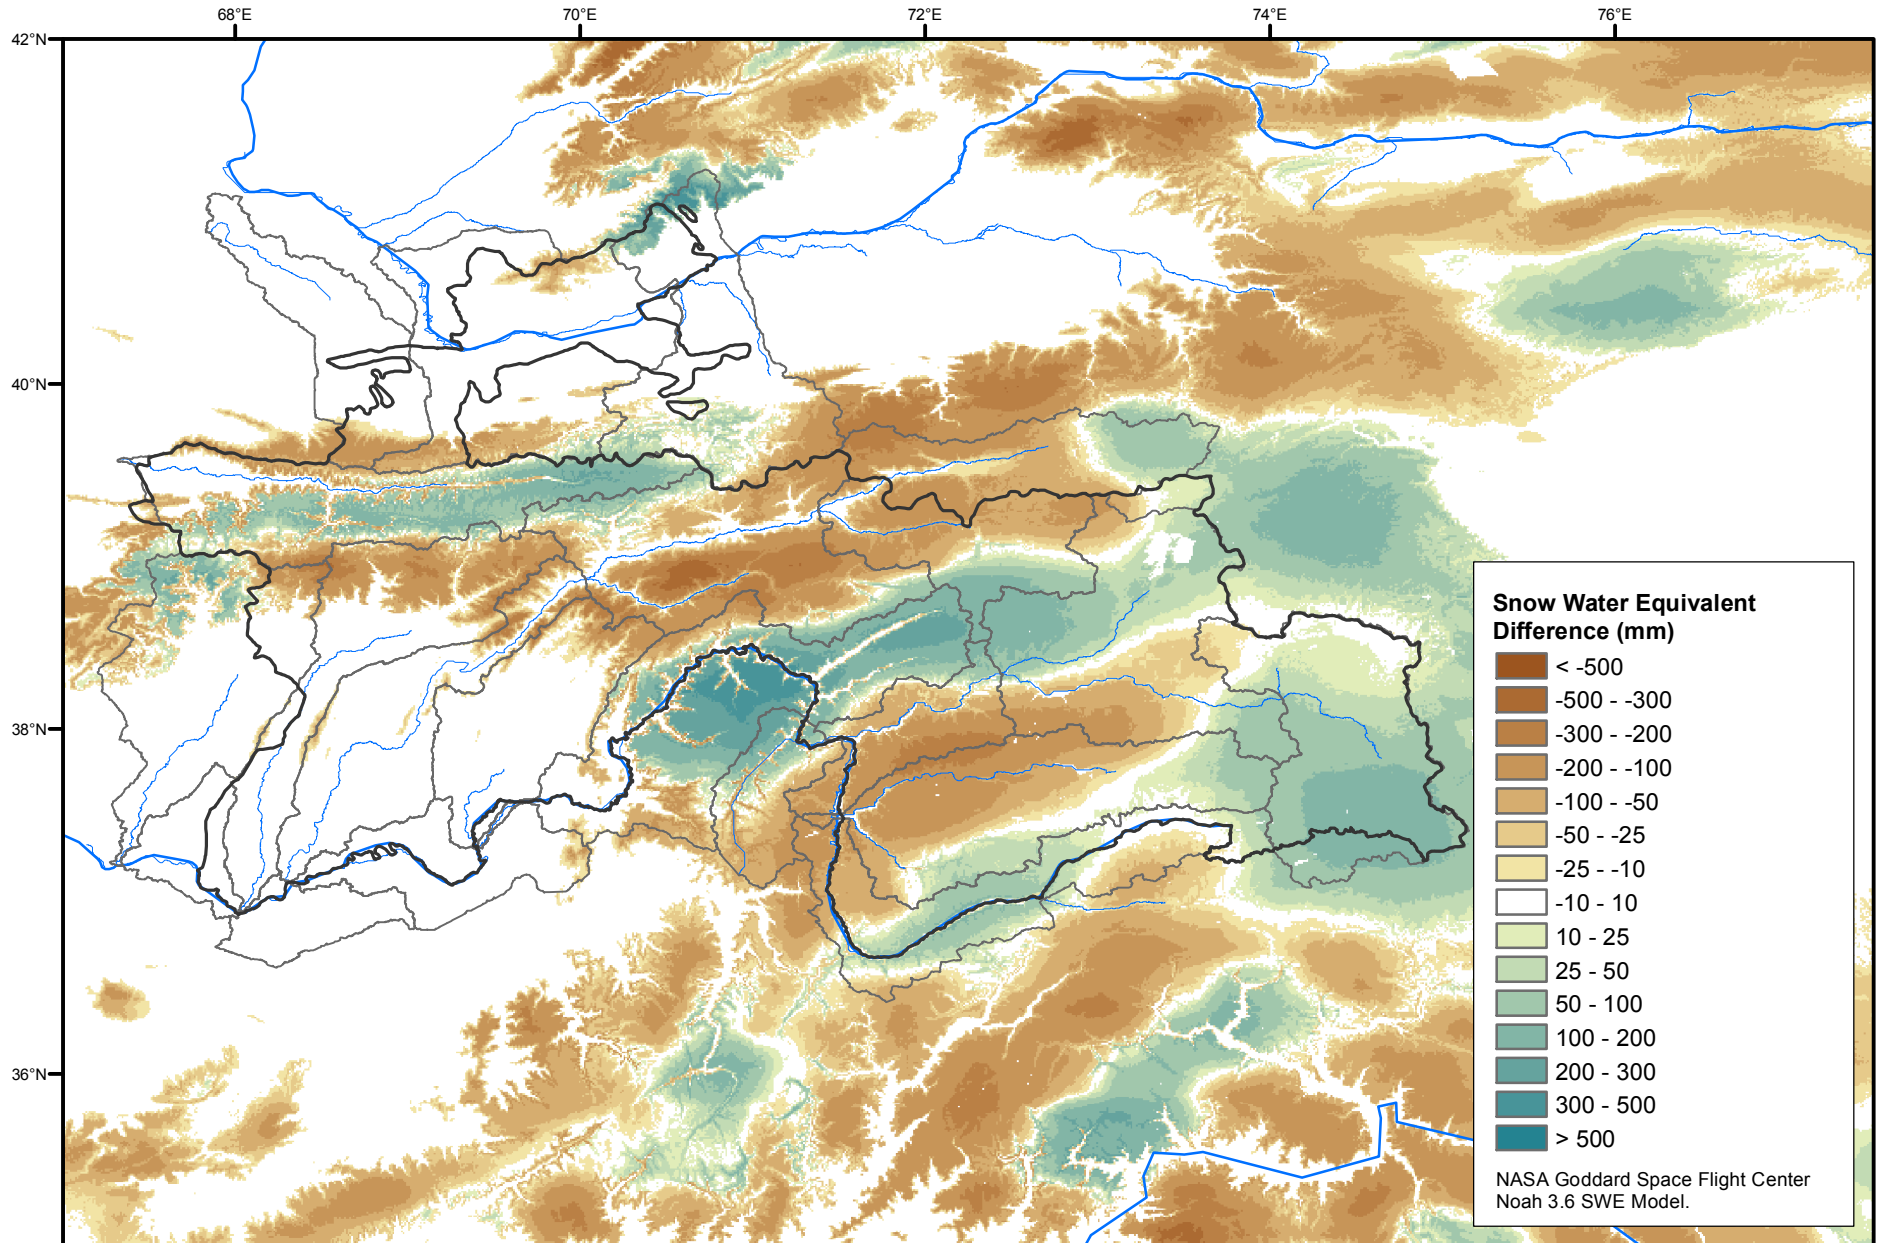 68°E
70°E
72°E
74°E
76°E
42°N
40°N
38°N
36°N
Snow Water Equivalent
Difference (mm)
< -500
-500 - -300
-300 - -200
-200 - -100
-100 - -50
-50 - -25
-25 - -10
-10 - 10
10 - 25
25 - 50
50 - 100
100 - 200
200 - 300
300 - 500
> 500
NASA Goddard Space Flight Center
Noah 3.6 SWE Model.